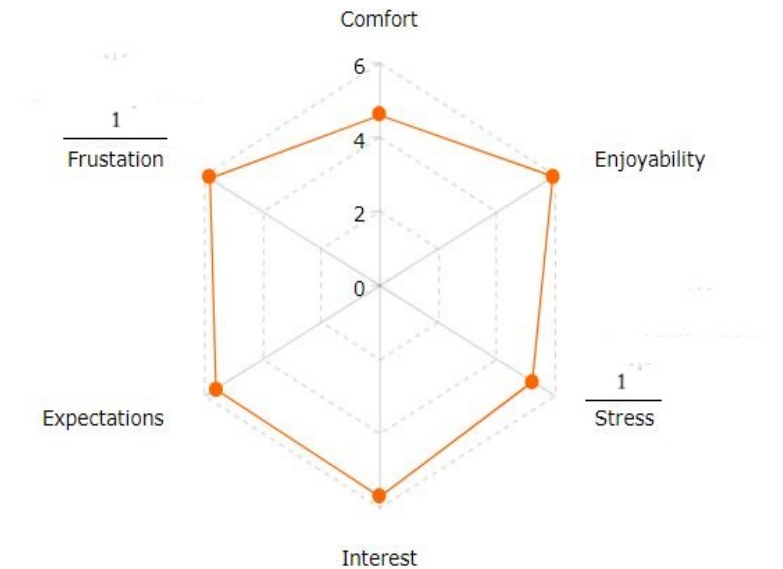 Comfort
6
1
Frustation
4
Enjoyability
2
0
1
Stress
Expectations
Interest